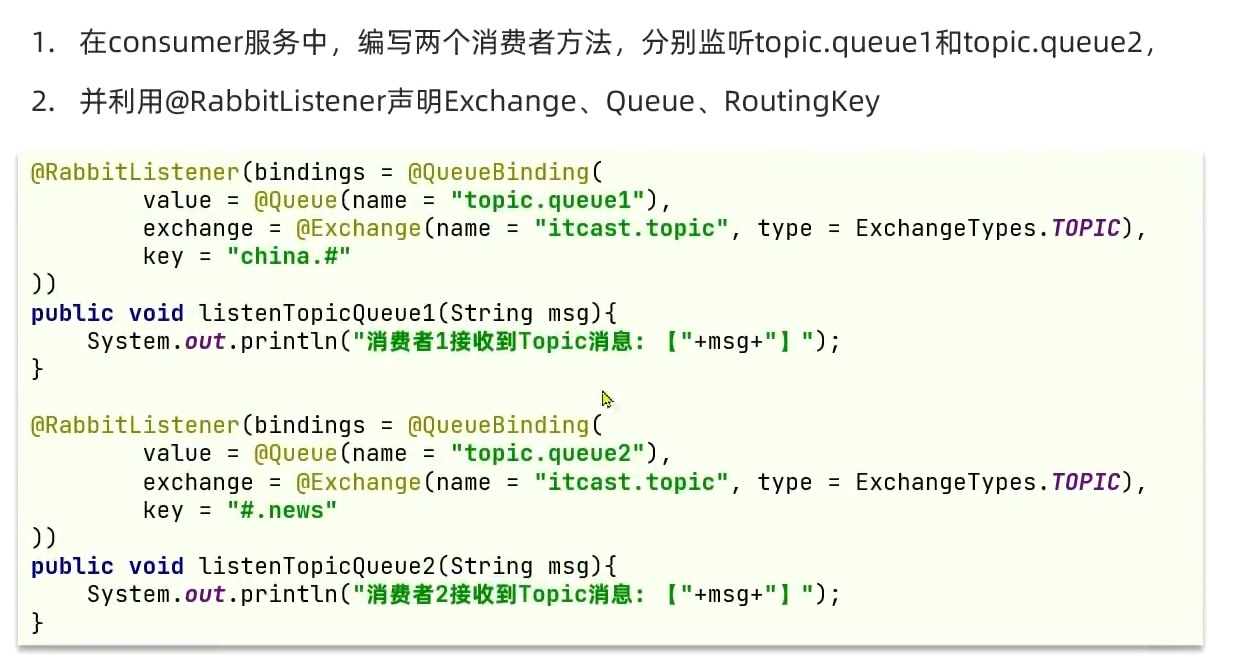 1. 在consumer服务中，编写两个消费者方法，分别监听topic.queue1和topic.queue2，
2. 并利用@RabbitListener声明Exchange、Queue、RoutingKey
@RabbitListener(bindings = @QueueBinding(
        value = @Queue(name = "topic.queue1"),
        exchange = @Exchange(name = "itcast.topic", type = ExchangeTypes.TOPIC),
        key = "china.#"
))
public void listenTopicQueue1(String msg){
    System.out.println("消费者1接收到Topic消息：【"+msg+"】");
}
@RabbitListener(bindings = @QueueBinding(
        value = @Queue(name = "topic.queue2"),
        exchange = @Exchange(name = "itcast.topic", type = ExchangeTypes.TOPIC),
        key = "#.news"
))
public void listenTopicQueue2(String msg){
    System.out.println("消费者2接收到Topic消息：【"+msg+"】");
}